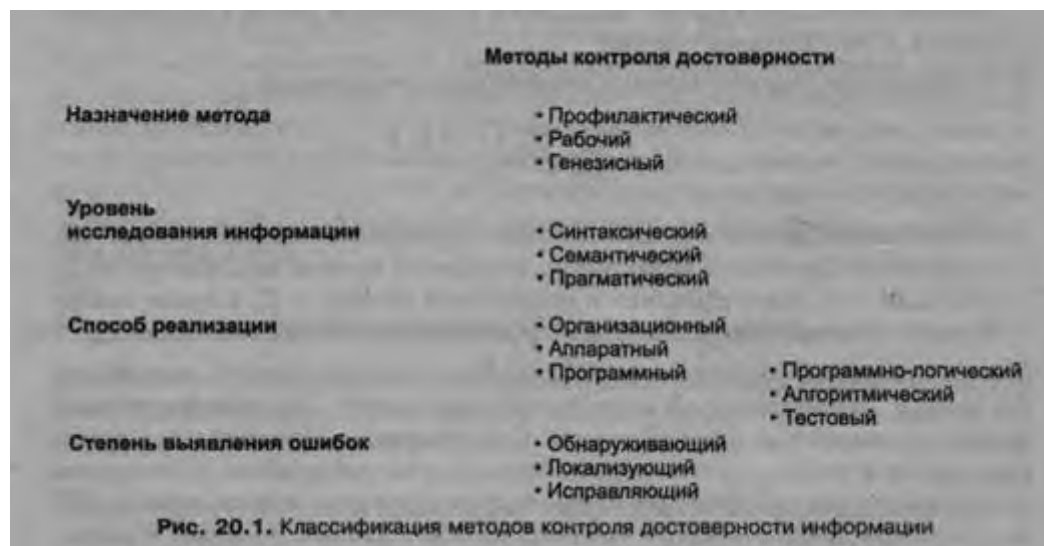 Методы контроля достоверности
Назначение метода
• Профилактический
• Рабочий
• Генезисный
Уровень
исследования информации
• Синтаксический
• Семантический
• Прагматический
Способ реализации
• Организационный
• Аппаратный
• Программный
• Программно-логический
• Алгоритмический
• Тестовый
Степень выявления ошибок
• Обнаруживающий
• Локализующий
• Исправляющий
Рис. 20.1. Классификация методов контроля достоверности информации